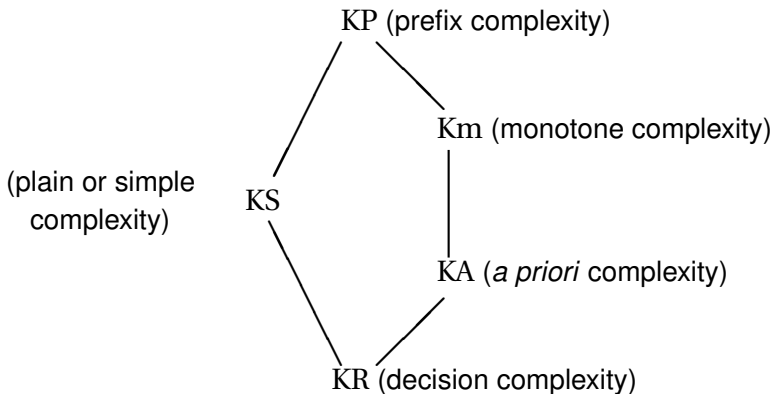 KP (prefix complexity)
Km (monotone complexity)
(plain or simple
complexity)
KS
KA (a priori complexity)
KR (decision complexity)